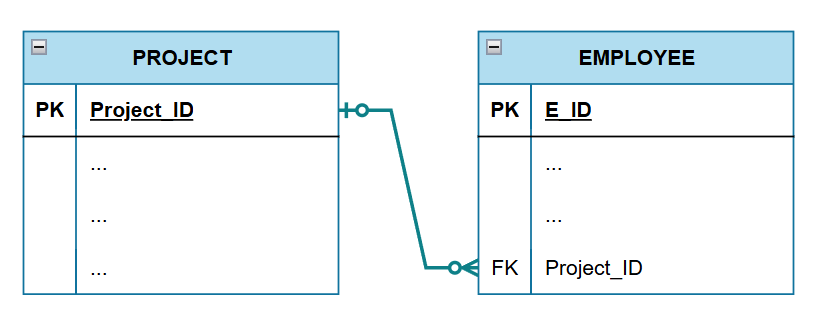 PROJECT
PK Project_ID
...
...
...
EMPLOYEE
PK E_ID
...
...
FK Project_ID